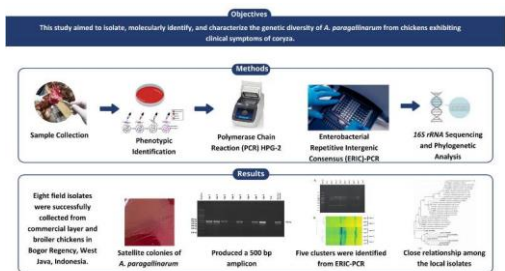 Objectives
This study aimed to isolate, molecularly identify, and characterize the genetic diversity of A. paragallinarum from chickens exhibiting
clinical symptoms of coryza.
Methods
Sample Collection
Phenotypic
Identification
Polymerase Chain
Reaction (PCR) HPG-2
Enterobacterial
Repetitive Intergenic
Consensus (ERIC)-PCR
16S rRNA Sequencing
and Phylogenetic
Analysis
Results
Eight field isolates
were successfully
collected from
commercial layer and
broiler chickens in
Bogor Regency, West
Java, Indonesia.
Satellite colonies of
A. paragallinarum
Produced a 500 bp
amplicon
Five clusters were identified
from ERIC-PCR
Close relationship among
the local isolates